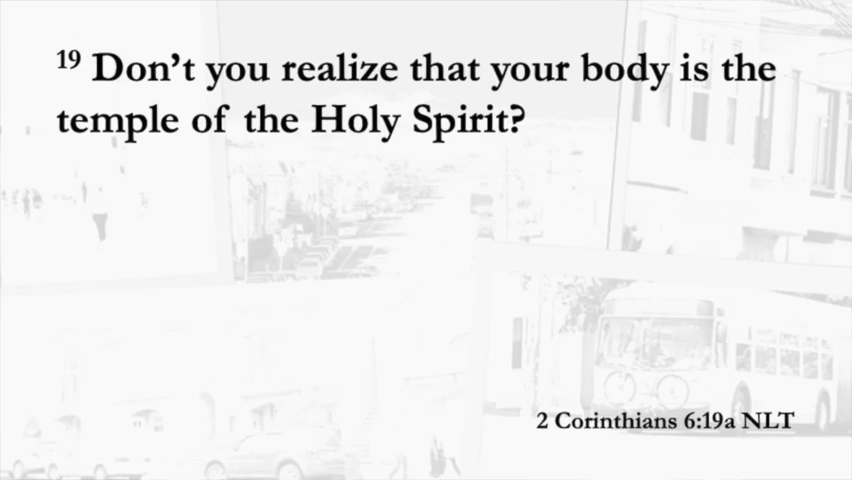 19 Don’t you realize that your body is the
temple of the Holy Spirit?
2 Corinthians 6:19a NLT